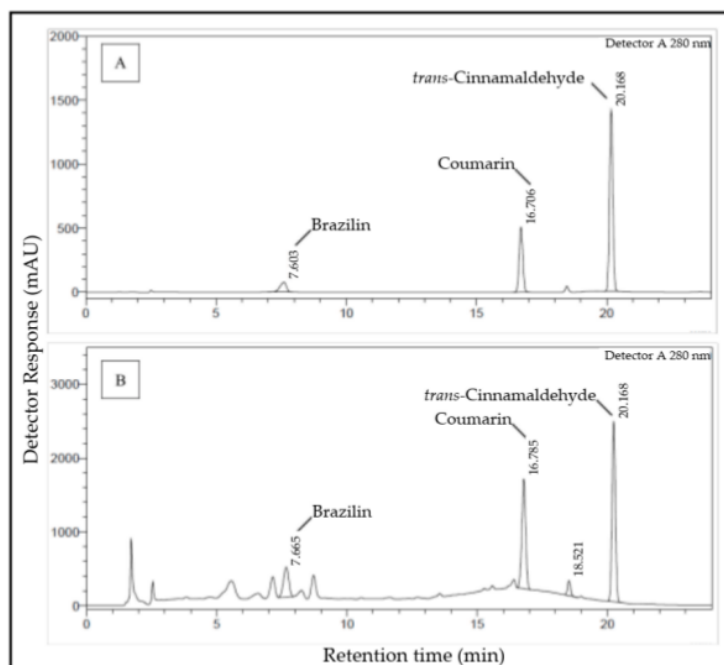 Detector Response (mAU)
A
Detector A 280 nm
2000
1500
1000
500
0
trans-Cinnamaldehyde
20.168
Coumarin
16.706
Brazilin
7.603
0
5
10
15
20
B
Detector A 280 nm
3000
2000
1000
0
trans-Cinnamaldehyde
20.168
Coumarin
16.785
18.521
Brazilin
7.665
0
5
10
15
20
Retention time (min)